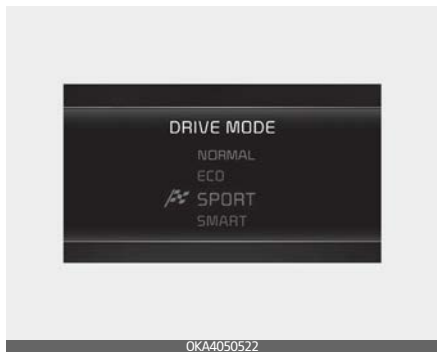 DRIVE MODE
NORMAL
ECO
SPORT
SMART
OKA4050522